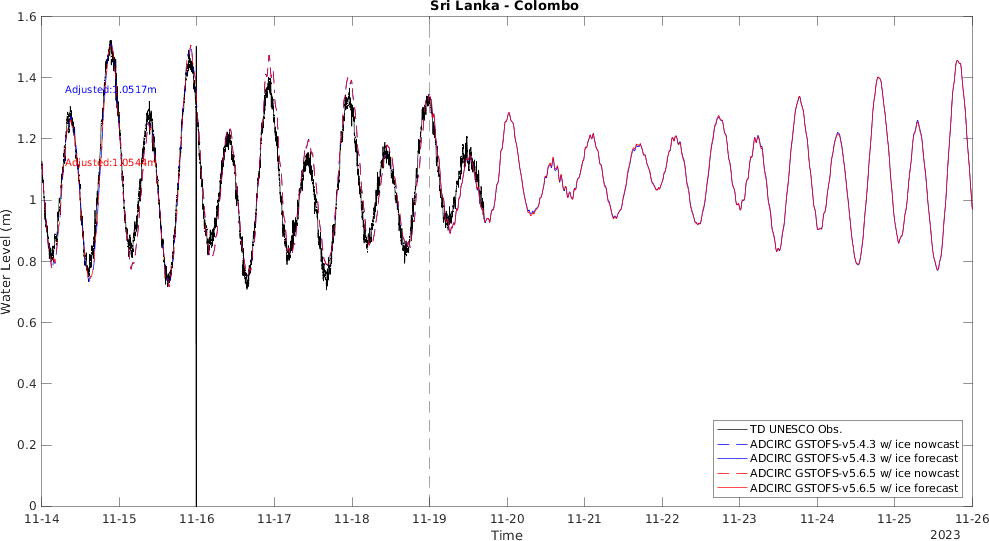 Sri Lanka - Colombo
Water Level (m)
1.6
1.4
1.2
1
0.8
0.6
0.4
0.2
0
Adjusted:1.0517m
TD UNESCO Obs.
ADCIRC GSTOFS-v5.4.3 w/ ice nowcast
ADCIRC GSTOFS-v5.4.3 w/ ice forecast
ADCIRC GSTOFS-v5.6.5 w/ ice nowcast
ADCIRC GSTOFS-v5.6.5 w/ ice forecast
11-14 11-15 11-16 11-17 11-18 11-19 11-20 11-21 11-22 11-23 11-24 11-25 11-26
Time
2023